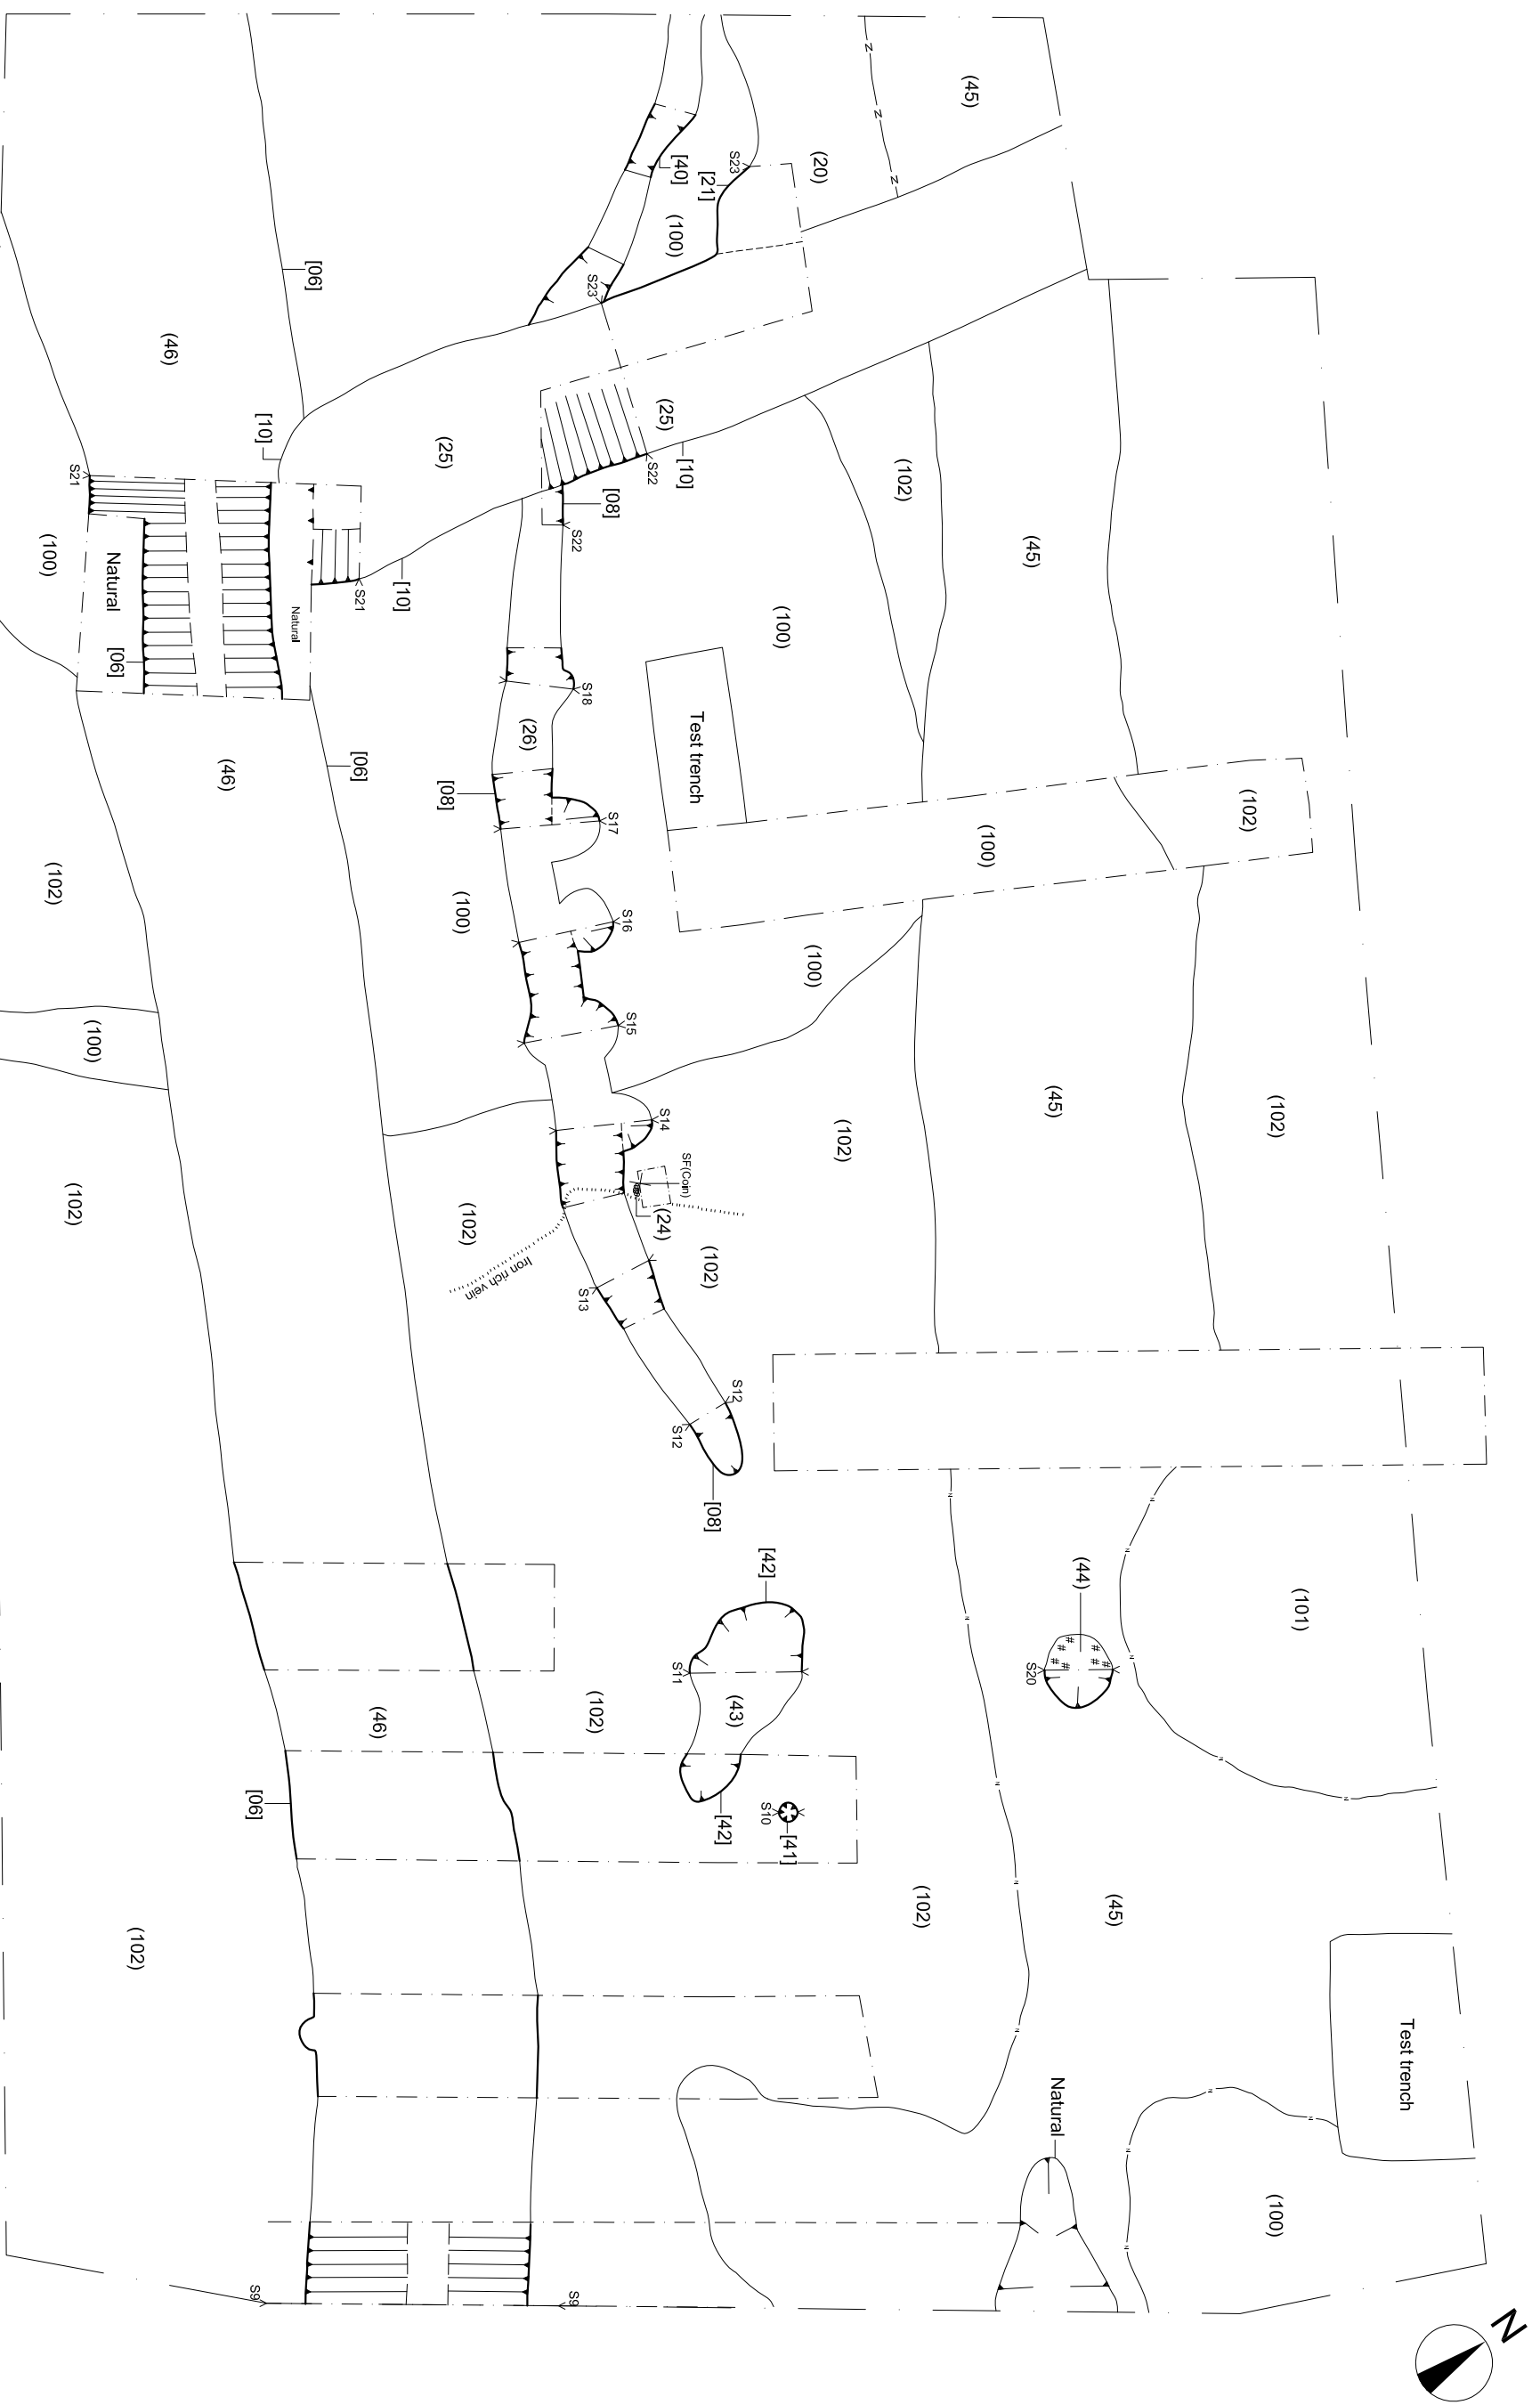 (45)
(20)
S23
[21]
[40]
(100)
S23
[06]
(46)
(25)
[10]
(25)
[10]
S22
[08]
S22
(102)
(45)
S21
(100)
Natural
[06]
Natural
S21
[10]
(100)
Test trench
S18
(26)
[08]
S17
[06]
(46)
(102)
(100)
(102)
(100)
S16
(100)
S15
(100)
(45)
(102)
(102)
S14
SF(Coin)
(24)
(102)
(102)
(102)
Iron rich vein
S13
S12
S12
[08]
[42]
(44)
(101)
S11
S20
(43)
(102)
(46)
[06]
[42]
S10
[41]
(102)
(45)
(102)
Test trench
Natural
(100)
S9
S9
N